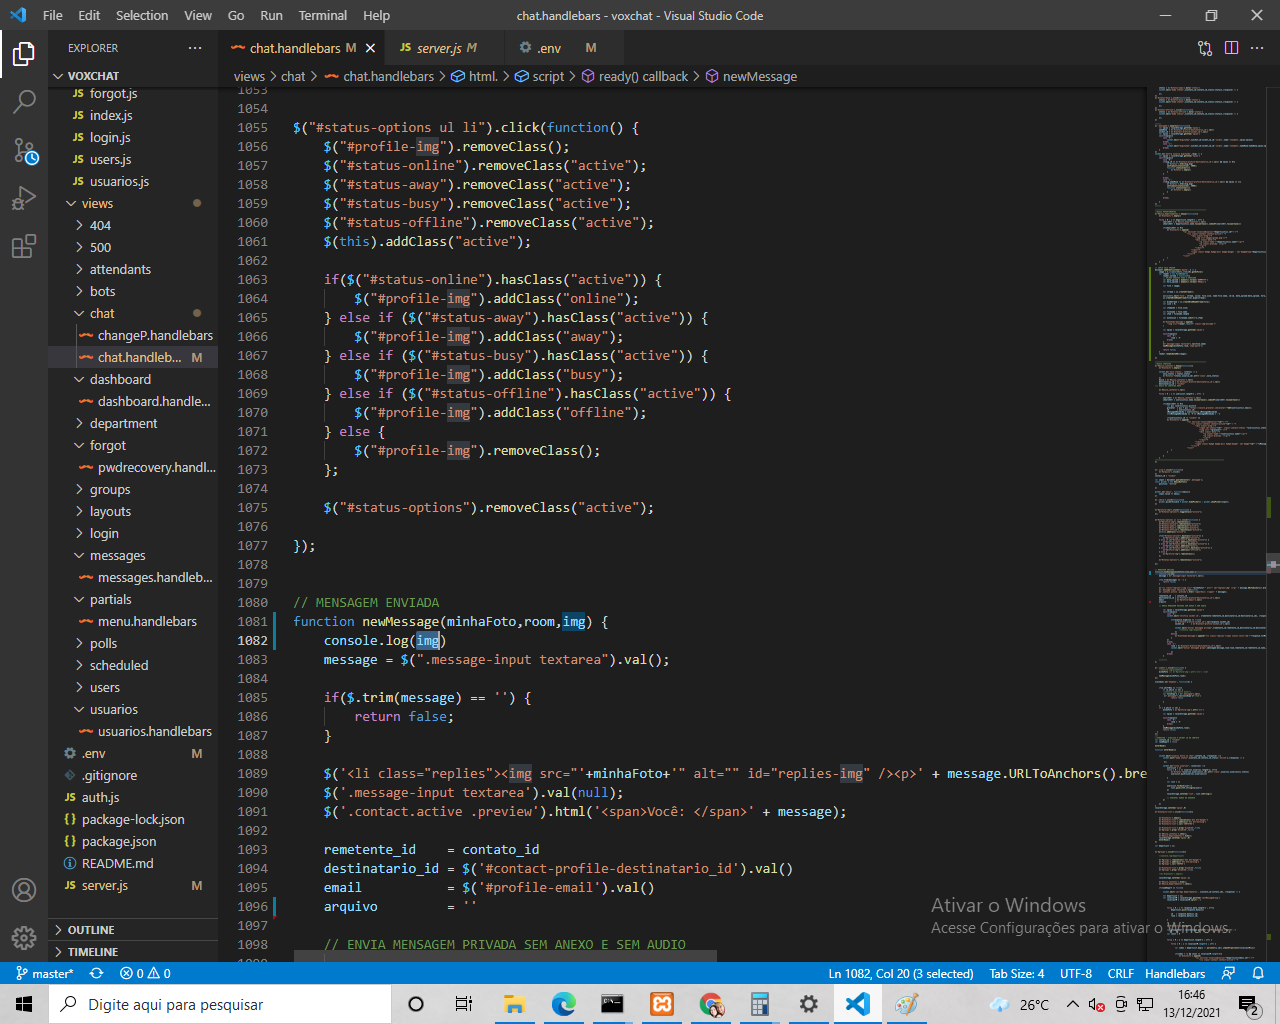 File Edit Selection View Go Run Terminal Help chat.handlebars - voxchat - Visual Studio Code
EXPLORER
VOXCHAT
forgot.js
index.js
login.js
users.js
usuarios.js
views
404
500
attendants
bots
chat
changeP.handlebars
chat.handleb... M
dashboard
dashboard.handle...
department
forgot
pwdrecovery.handl...
groups
layouts
login
messages
messages.handleb...
partials
menu.handlebars
polls
scheduled
users
usuarios
usuarios.handlebars
.env M
.gitignore
auth.js
package-lock.json
package.json
README.md
server.js M
OUTLINE
TIMELINE
chat.handlebars M server.js M .env M
views > chat > chat.handlebars > html. > script > ready() callback > newMessage
1053
1054
1055 $("#status-options ul li").click(function() {
1056 $("#profile-img").removeClass();
1057 $("#status-online").removeClass("active");
1058 $("#status-away").removeClass("active");
1059 $("#status-busy").removeClass("active");
1060 $("#status-offline").removeClass("active");
1061 $(this).addClass("active");
1062
1063 if($("#status-online").hasClass("active")) {
1064 $("#profile-img").addClass("online");
1065 } else if ($("#status-away").hasClass("active")) {
1066 $("#profile-img").addClass("away");
1067 } else if ($("#status-busy").hasClass("active")) {
1068 $("#profile-img").addClass("busy");
1069 } else if ($("#status-offline").hasClass("active")) {
1070 $("#profile-img").addClass("offline");
1071 } else {
1072 $("#profile-img").removeClass();
1073 };
1074
1075 $("#status-options").removeClass("active");
1076
1077 });
1078
1079
1080 // MENSAGEM ENVIADA
1081 function newMessage(minhaFoto,room,img) {
1082 console.log(img)
1083 message = $(".message-input textarea").val();
1084
1085 if($.trim(message) == '') {
1086 return false;
1087 }
1088
1089 $('<li class="replies"><img src="'+minhaFoto+'" alt="" id="replies-img" /><p>' + message.URLToAnchors().bre
1090 $('.message-input textarea').val(null);
1091 $('.contact.active .preview').html('<span>Você: </span>' + message);
1092
1093 remetente_id = contato_id
1094 destinatario_id = $('#contact-profile-destinatario_id').val()
1095 email = $('#profile-email').val()
1096 arquivo = ''
1097
1098 // ENVIA MENSAGEM PRIVADA SEM ANEXO E SEM AUDIO
Ativar o Windows
Acesse Configurações para ativar o Windows.
master* 0 0 Ln 1082, Col 20 (3 selected) Tab Size: 4 UTF-8 CRLF Handlebars
Digite aqui para pesquisar 26°C 16:46
13/12/2021 2